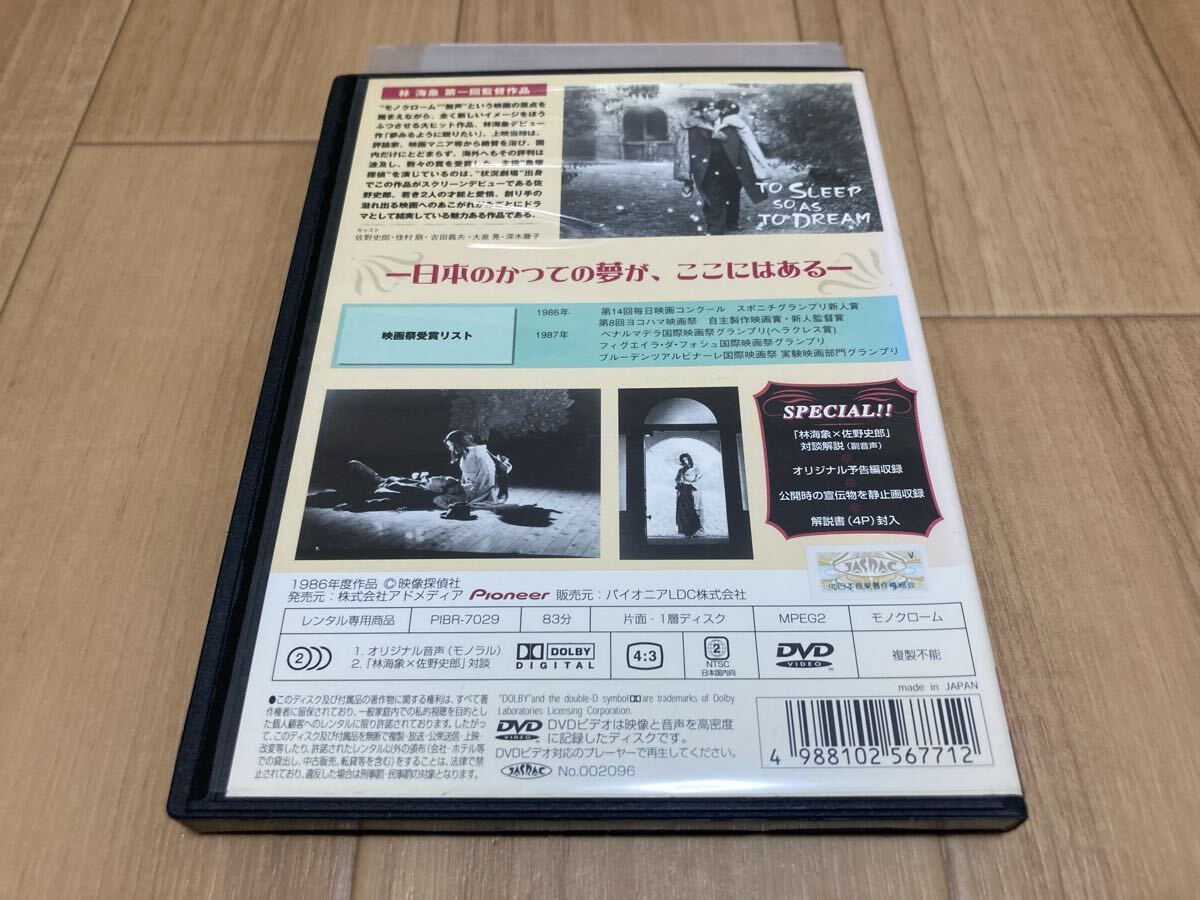 林 海象 第一回監督作品
"モノクローム""無声"という映画の原点を
踏まえながら、全く新しいイメージをほう
ふつさせる大ヒット作品、林海象デビュー
作「夢みるように眠りたい」。上映当時は、
評論家、映画マニア等から絶賛を浴び、国
内だけにとどまらず、海外へもその評判は
波及し、数々の賞を受賞した。主役"魚塚
探偵"を演じているのは、"状況劇場"出身
でこの作品がスクリーンデビューである佐
野史郎。若き2人の才能と愛情、創り手の
溢れ出る映画へのあこがれがみごとにドラ
マとして結実している魅力ある作品である。
キャスト
佐野史郎・佳村萠・吉田義夫・大泉 滉・深水藤子
TO SLEEP
SO AS
TO DREAM
ー日本のかつての夢が、ここにはあるー
映画祭受賞リスト
1986年 第14回毎日映画コンクール スポニチグランプリ新人賞
第8回ヨコハマ映画祭 自主製作映画賞・新人監督賞
1987年 ベナルマデラ国際映画祭グランプリ(ヘラクレス賞)
フィグエイラ・ダ・フォシュ国際映画祭グランプリ
ブルーデンツアルピナーレ国際映画祭 実験映画部門グランプリ
SPECIAL!!
「林海象×佐野史郎」
対談解説(副音声)
オリジナル予告編収録
公開時の宣伝物を静止画収録
解説書(4P)封入
V
JASRAC
1986年度作品 ©映像探偵社
発売元:株式会社アドメディア Pioneer 販売元:パイオニアLDC株式会社
レンタル専用商品 PIBR-7029 83分 片面・1層ディスク MPEG2 モノクローム
2 1. オリジナル音声(モノラル)
2.「林海象×佐野史郎」対談
DOLBY
DIGITAL
4:3
2
NTSC
日本国内向
DVD
VIDEO
複製不能
made in JAPAN
●このディスク及び付属品の著作物に関する権利は、すべて著
作権者に留保されており、一般家庭内での私的視聴を目的とし
た個人顧客へのレンタルに限り許諾されております。したがっ
て、このディスク及び付属品を無断で複製・放送・公衆送信・上映・
改変等したり、許諾されたレンタル以外の頒布(会社・ホテル等
での貸出し、中古販売、転貸等を含む)をすることは、法律で禁
止されており、違反した場合は刑事罰・民事罰の対象となります。
"DOLBY"and the double-D symbol are trademarks of Dolby
Laboratories Licensing Corporation.
DVD
VIDEO
DVDビデオは映像と音声を高密度
に記録したディスクです。
DVDビデオ対応のプレーヤーで再生してください。
JASRAC No.002096
4 988102 567712